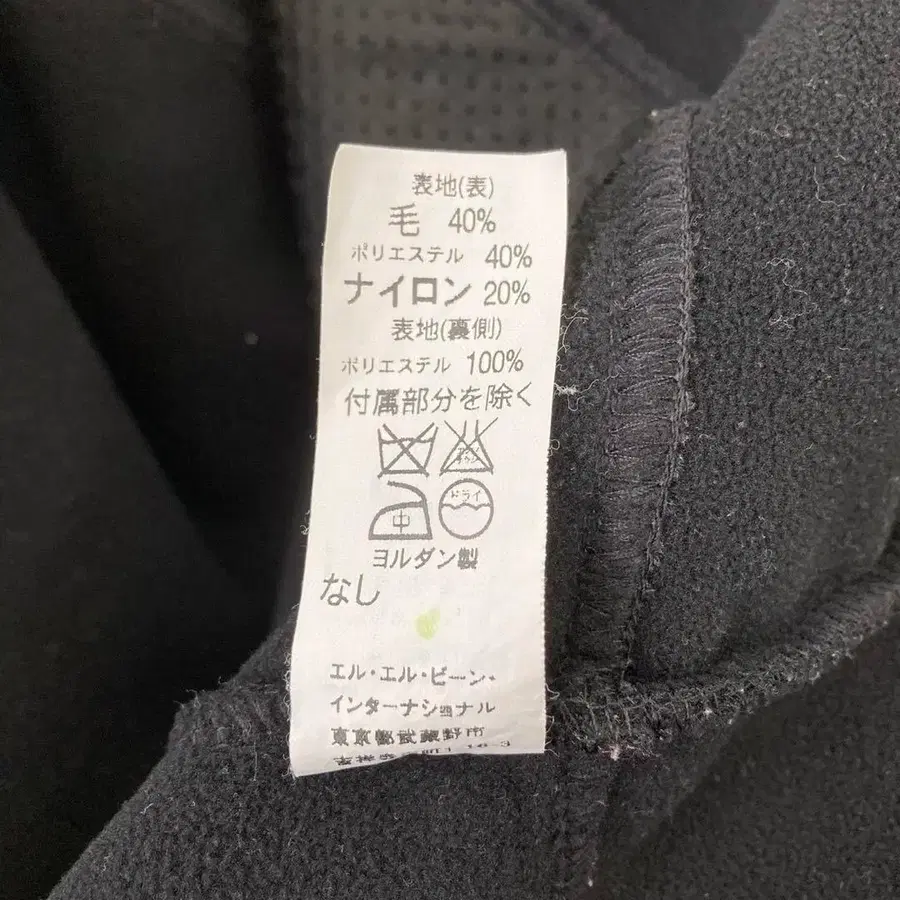 表地(表)
毛 40%
ポリエステル 40%
ナイロン 20%
表地(裏側)
ポリエステル 100%
付属部分を除く
中 ドライ
ヨルダン製
なし
エル・エル・ビーン・
インターナショナル
東京都武蔵野市